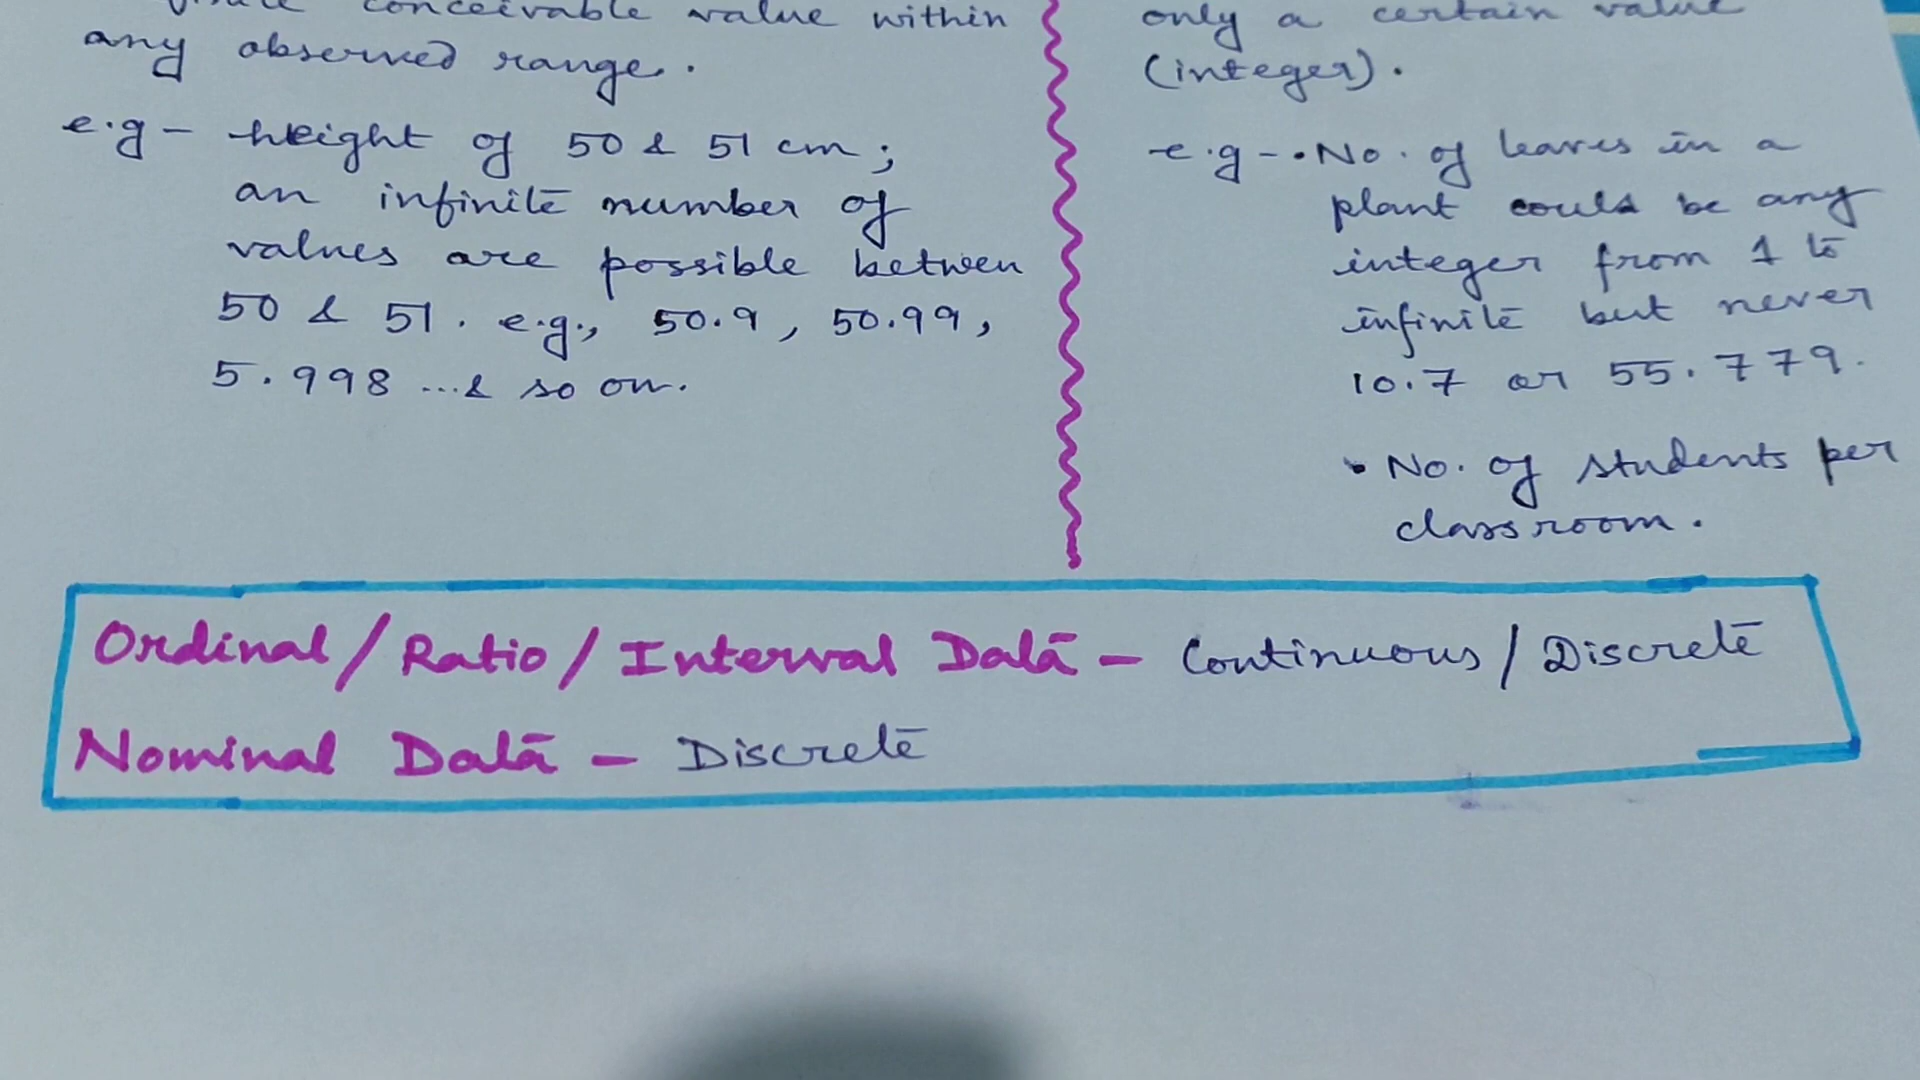 conceivable value within
any observed range.
e.g - height of 50 & 51 cm;
an infinite number of
values are possible betwen
50 & 51. e.g., 50.9, 50.99,
5.998 ...& so on.
only a certain value
(integer).
e.g - • No. of leaves in a
plant could be any
integer from 1 to
infinite but never
10.7 or 55.779.
• No. of students per
classroom.
Ordinal / Ratio / Interval Data - Continuous / Discrete
Nominal Data - Discrete